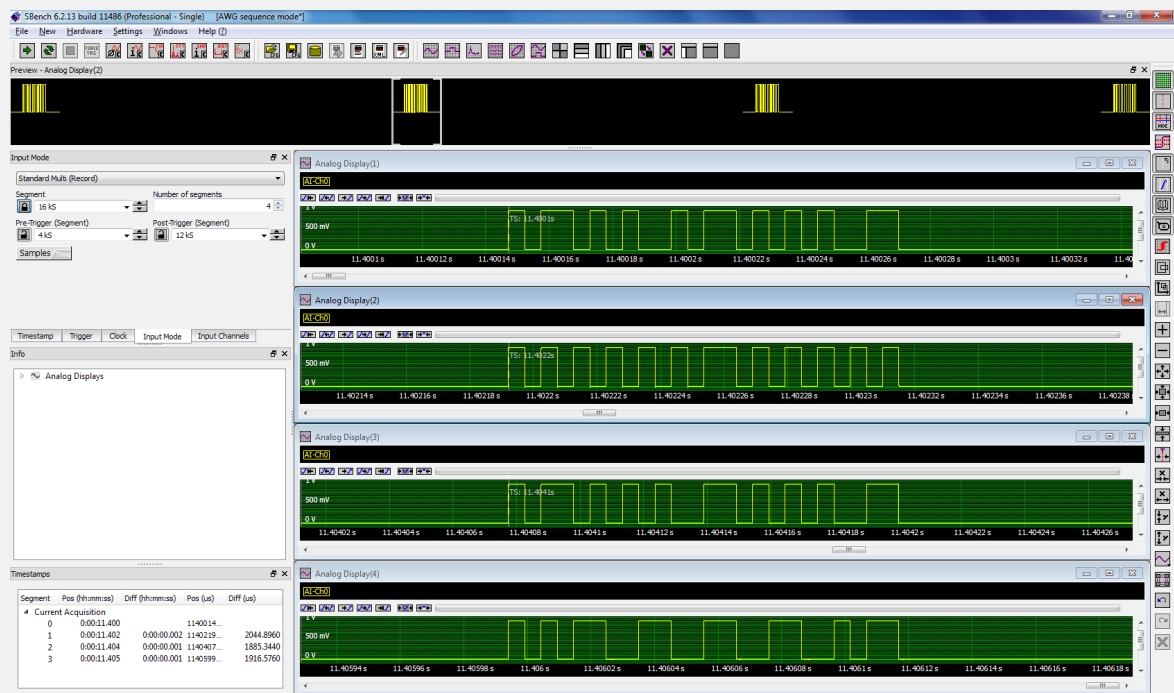 SBench 6.2.13 build 11486 (Professional - Single) [AWG sequence mode*]
File New Hardware Settings Windows Help (?)
FORCE TRIG
Preview - Analog Display(2)
Input Mode
Standard Multi (Record)
Segment Number of segments
16 kS 4
Pre-Trigger (Segment) Post-Trigger (Segment)
4 kS 12 kS
Samples
Timestamp Trigger Clock Input Mode Input Channels
Info
Analog Displays
Timestamps
Segment Pos (hh:mm:ss) Diff (hh:mm:ss) Pos (us) Diff (us)
Current Acquisition
0 0:00:11.400 1140014...
1 0:00:11.402 0:00:00.002 1140219... 2044.8960
2 0:00:11.404 0:00:00.001 1140407... 1885.3440
3 0:00:11.405 0:00:00.001 1140599... 1916.5760
Analog Display(1)
AI-Ch0
1 V
TS: 11.4001s
500 mV
0 V
11.4001 s 11.40012 s 11.40014 s 11.40016 s 11.40018 s 11.4002 s 11.40022 s 11.40024 s 11.40026 s 11.40028 s 11.4003 s 11.40032 s 11.40
Analog Display(2)
AI-Ch0
1 V
TS: 11.4022s
500 mV
0 V
11.40214 s 11.40216 s 11.40218 s 11.4022 s 11.40222 s 11.40224 s 11.40226 s 11.40228 s 11.4023 s 11.40232 s 11.40234 s 11.40236 s 11.40238
Analog Display(3)
AI-Ch0
1 V
TS: 11.4041s
500 mV
0 V
11.40402 s 11.40404 s 11.40406 s 11.40408 s 11.4041 s 11.40412 s 11.40414 s 11.40416 s 11.40418 s 11.4042 s 11.40422 s 11.40424 s 11.40426 s
Analog Display(4)
AI-Ch0
1 V
500 mV
0 V
11.40594 s 11.40596 s 11.40598 s 11.406 s 11.40602 s 11.40604 s 11.40606 s 11.40608 s 11.4061 s 11.40612 s 11.40614 s 11.40616 s 11.40618 s